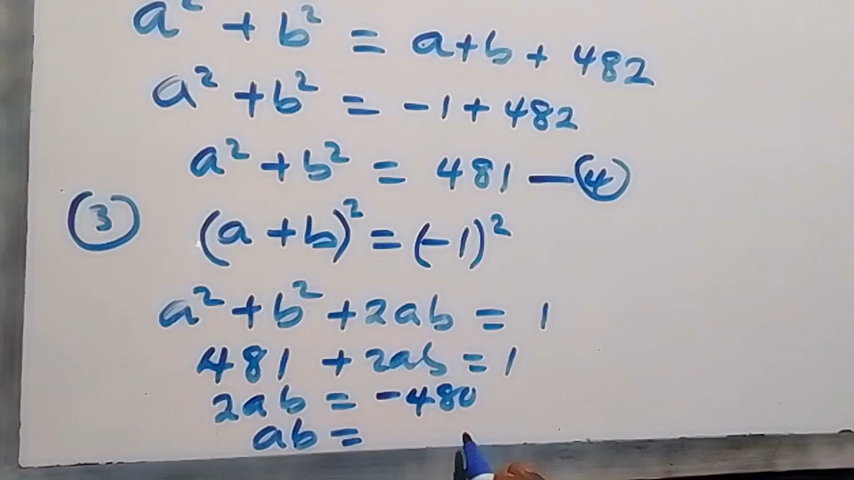 a² + b² = a+b + 482
a² + b² = -1 + 482
a² + b² = 481 — ④
③ (a + b)² = (-1)²
a² + b² + 2ab = 1
481 + 2ab = 1
2ab = -480
ab =